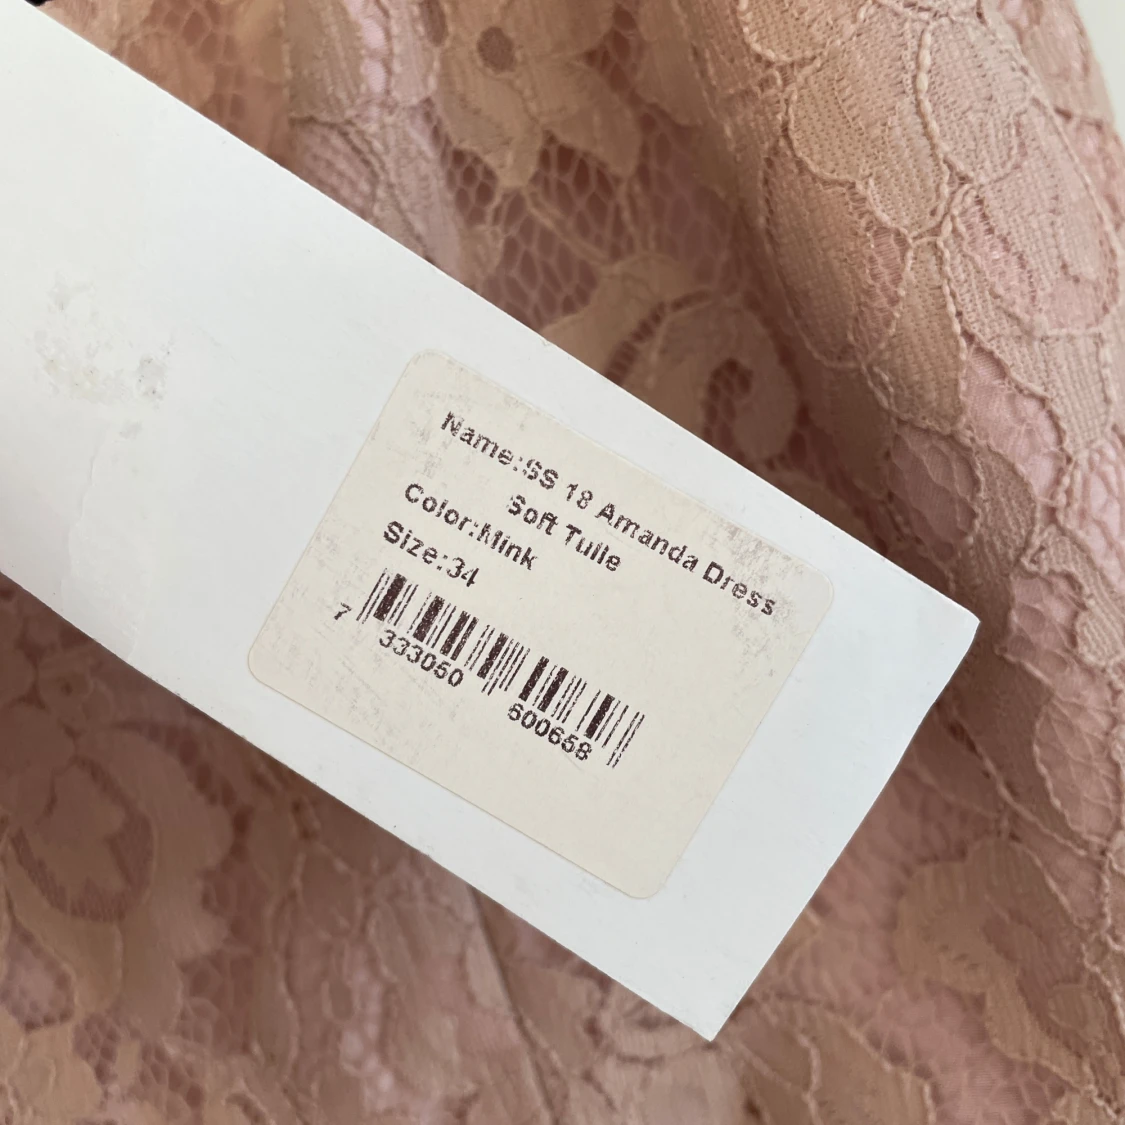 Name:SS 18 Amanda Dress
Soft Tulle
Color:Mink
Size:34
7 333050 600658